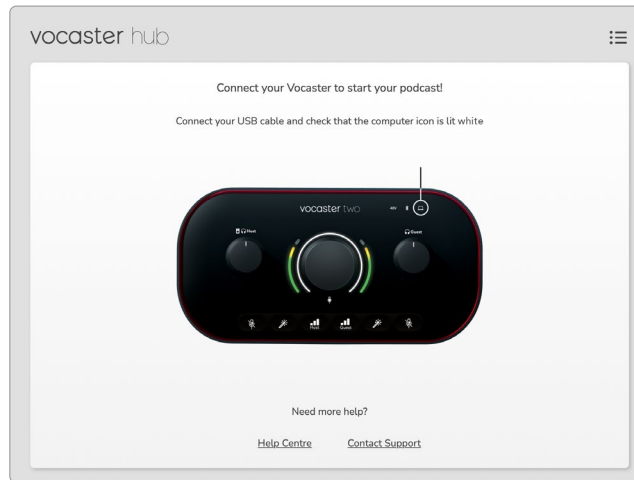 vocaster hub
Connect your Vocaster to start your podcast!
Connect your USB cable and check that the computer icon is lit white
vocaster two
48V
Host
Guest
Host
Guest
Need more help?
Help Centre
Contact Support